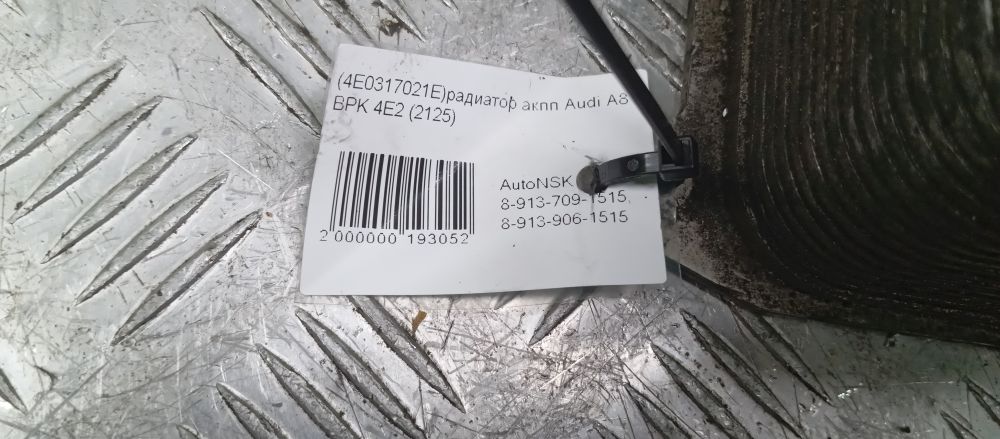 (4E0317021E)радиатор акпп Audi A8
BPK 4E2 (2125)
AutoNSK
8-913-709-1515,
8-913-906-1515
2 000000 193052